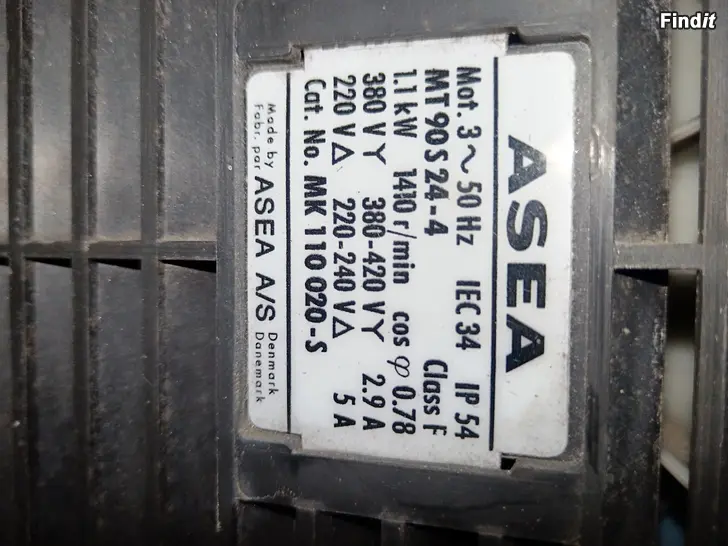 Findit
ASEA
Mot. 3 ~ 50 Hz IEC 34 IP 54
MT 90 S 24-4 Class F
1.1 kW 1410 r/min cos φ 0.78
380 V Y 380-420 V Y 2.9 A
220 V △ 220-240 V △ 5 A
Cat. No. MK 110 020-S
Made by
Fabr. par
ASEA A/S
Denmark
Danemark